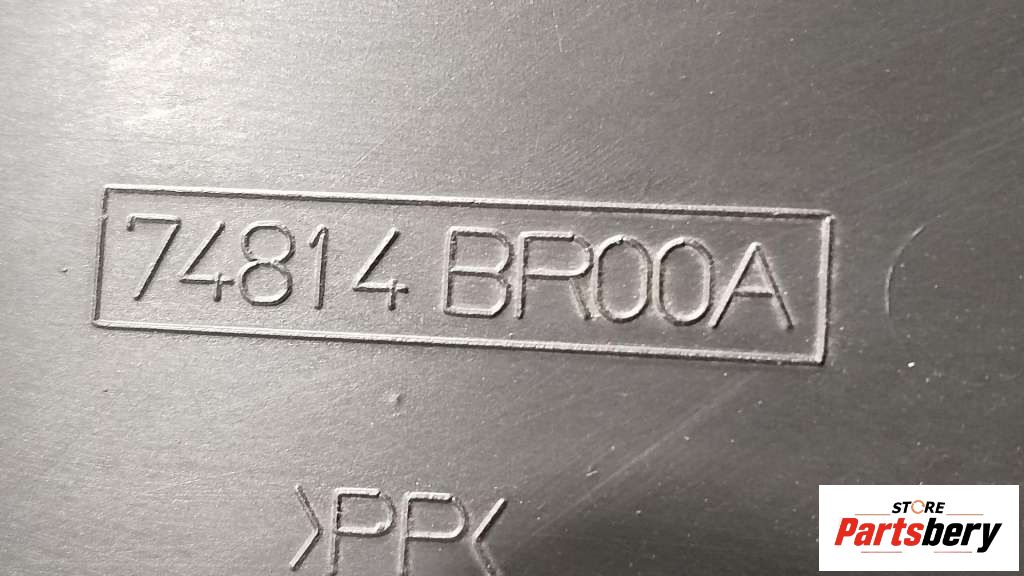 74814 BR00A
>PP<
STORE
Partsbery